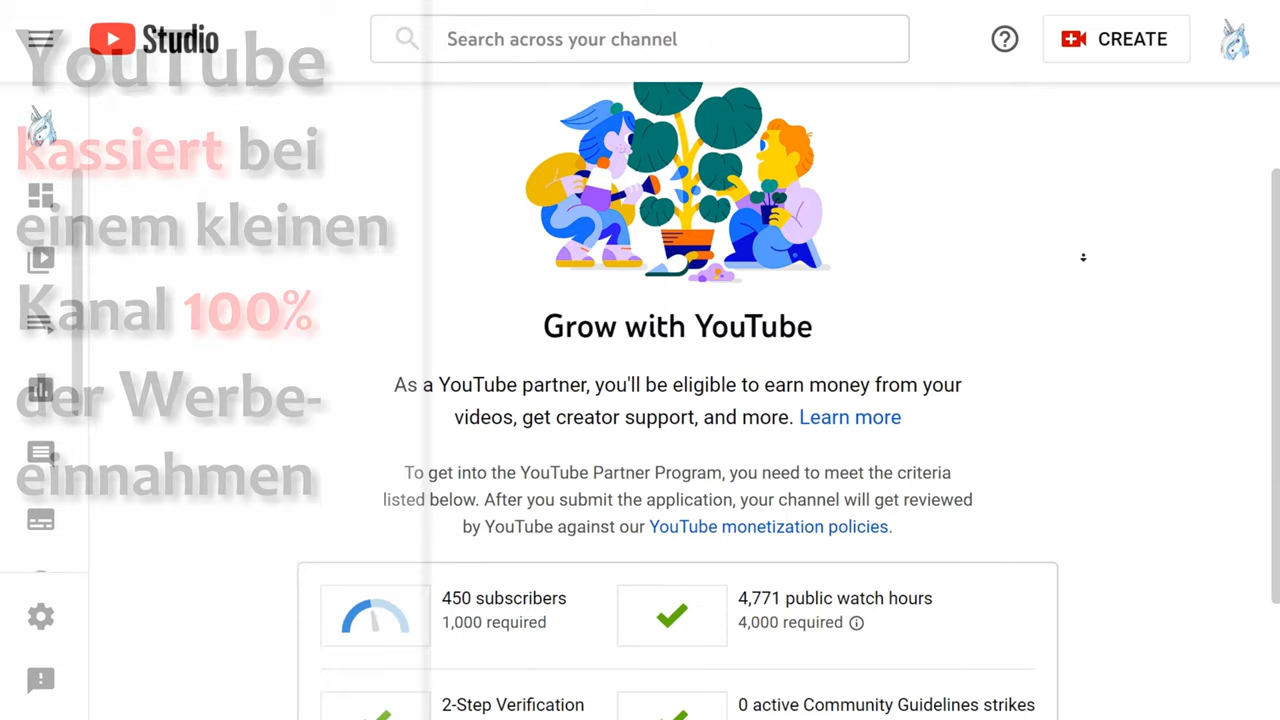 Studio
Search across your channel
CREATE
YouTube
kassiert bei
einem kleinen
Kanal 100%
der Werbe-
einnahmen
Grow with YouTube
As a YouTube partner, you'll be eligible to earn money from your
videos, get creator support, and more. Learn more
To get into the YouTube Partner Program, you need to meet the criteria
listed below. After you submit the application, your channel will get reviewed
by YouTube against our YouTube monetization policies.
450 subscribers
1,000 required
4,771 public watch hours
4,000 required
2-Step Verification
0 active Community Guidelines strikes